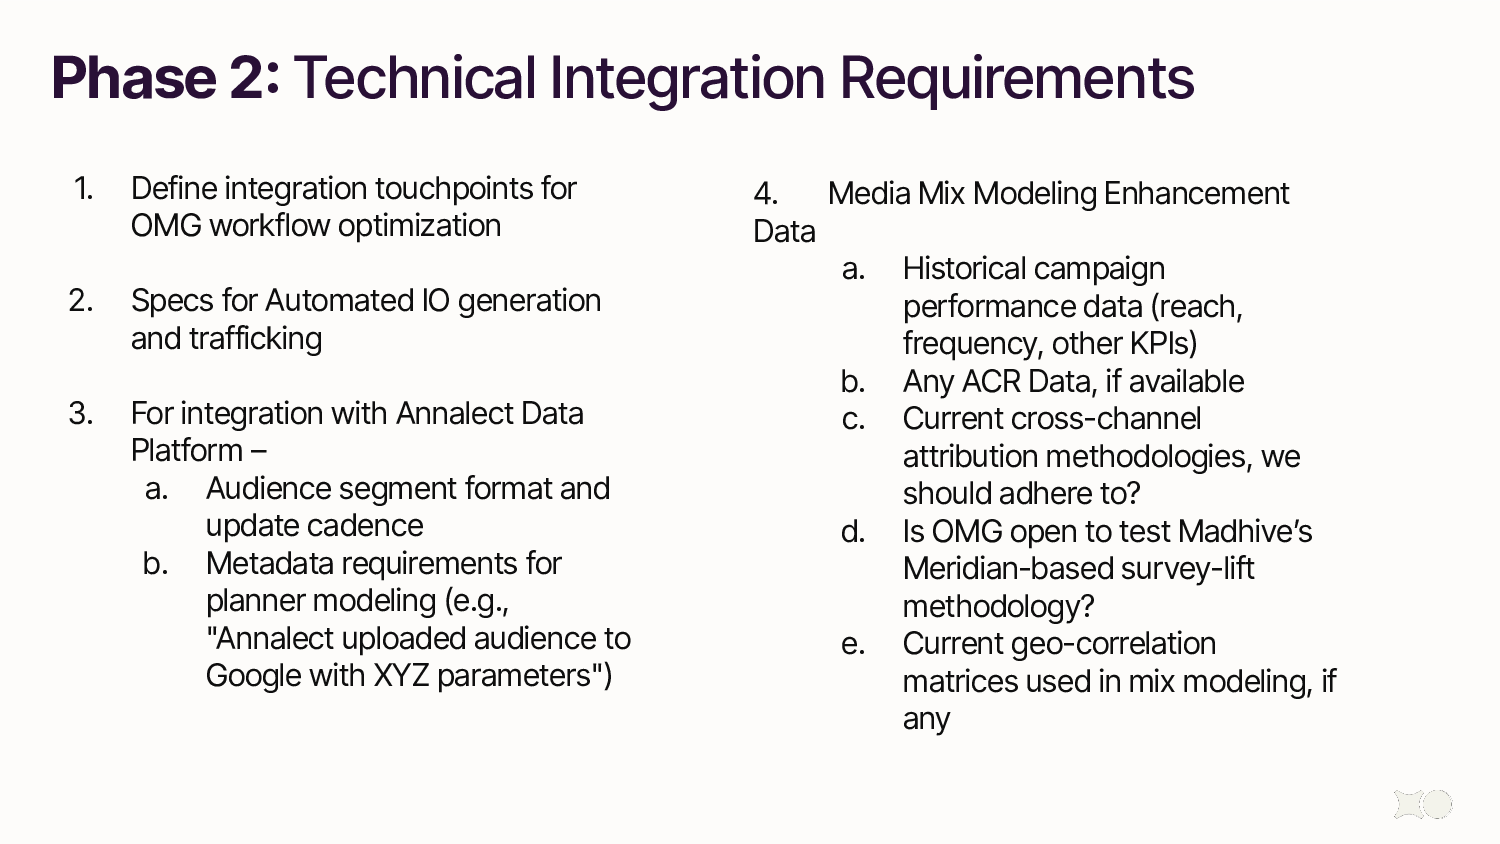 Phase 2: Technical Integration Requirements
1. Define integration touchpoints for
OMG workflow optimization
2. Specs for Automated IO generation
and trafficking
3. For integration with Annalect Data
Platform –
a. Audience segment format and
update cadence
b. Metadata requirements for
planner modeling (e.g.,
"Annalect uploaded audience to
Google with XYZ parameters")
4. Media Mix Modeling Enhancement
Data
a. Historical campaign
performance data (reach,
frequency, other KPIs)
b. Any ACR Data, if available
c. Current cross-channel
attribution methodologies, we
should adhere to?
d. Is OMG open to test Madhive’s
Meridian-based survey-lift
methodology?
e. Current geo-correlation
matrices used in mix modeling, if
any